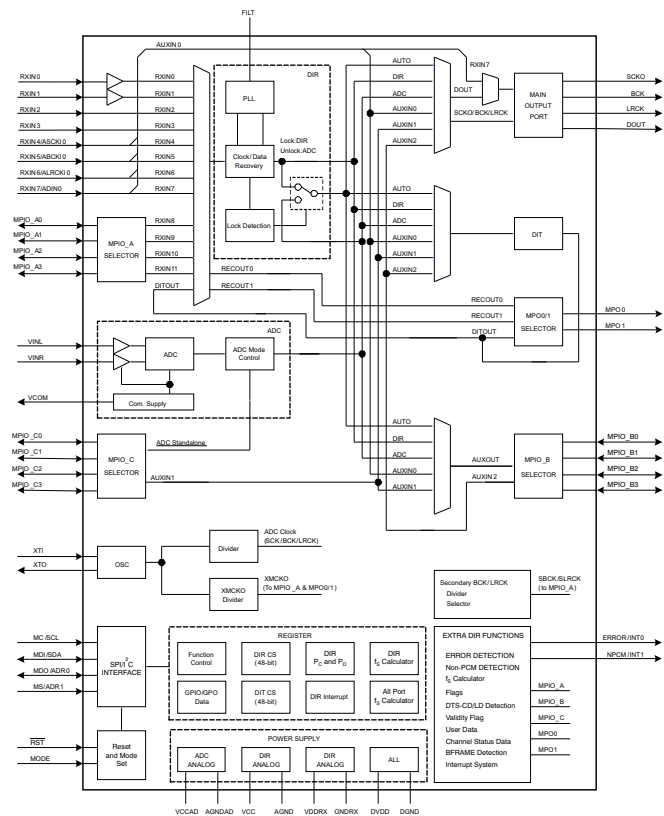 FILT
AUXIN 0
RXIN 0
RXIN 1
RXIN 2
RXIN 3
RXIN4/ASCKI0
RXIN5/ABCKI0
RXIN6/ALRCKI0
RXIN 7/ADIN0
RXIN0
RXIN1
RXIN2
RXIN3
RXIN4
RXIN5
RXIN6
RXIN7
DIR
PLL
Clock/Data
Recovery
Lock:DIR
Unlock:ADC
Lock Detection
AUTO
DIR
ADC
AUXIN0
AUXIN1
AUXIN2
DOUT
RXIN7
SCKO/BCK/LRCK
MAIN
OUTPUT
PORT
SCKO
BCK
LRCK
DOUT
MPIO_A0
MPIO_A1
MPIO_A2
MPIO_A3
MPIO_A
SELECTOR
RXIN8
RXIN9
RXIN10
RXIN11
DITOUT
RECOUT0
RECOUT1
AUTO
DIR
ADC
AUXIN0
AUXIN1
AUXIN2
DIT
RECOUT0
RECOUT1
DITOUT
MPO0/1
SELECTOR
MPO 0
MPO 1
VINL
VINR
VCOM
ADC
ADC
ADC Mode
Control
Com. Supply
MPIO_C0
MPIO_C1
MPIO_C2
MPIO_C3
MPIO_C
SELECTOR
ADC Standalone
AUXIN1
AUTO
DIR
ADC
AUXIN0
AUXIN1
AUXOUT
AUXIN 2
MPIO_B
SELECTOR
MPIO_B0
MPIO_B1
MPIO_B2
MPIO_B3
XTI
XTO
OSC
Divider
ADC Clock
(SCK/BCK/LRCK)
XMCKO
Divider
XMCKO
(To MPIO_A & MPO0/1)
Secondary BCK/LRCK
Divider
Selector
SBCK/SLRCK
(to MPIO_A)
MC/SCL
MDI/SDA
MDO/ADR0
MS/ADR1
SPI/I2C
INTERFACE
RST
MODE
Reset
and Mode
Set
REGISTER
Function
Control
DIR CS
(48-bit)
DIR
PC and PD
DIR
fS Calculator
GPIO/GPO
Data
DIT CS
(48-bit)
DIR Interrupt
All Port
fS Calculator
POWER SUPPLY
ADC
ANALOG
DIR
ANALOG
DIR
ANALOG
ALL
VCCAD
AGNDAD
VCC
AGND
VDDRX
GNDRX
DVDD
DGND
EXTRA DIR FUNCTIONS
ERROR DETECTION
Non-PCM DETECTION
fS Calculator
Flags
DTS-CD/LD Detection
Validity Flag
User Data
Channel Status Data
BFRAME Detection
Interrupt System
ERROR/INT0
NPCM/INT1
MPIO_A
MPIO_B
MPIO_C
MPO0
MPO1